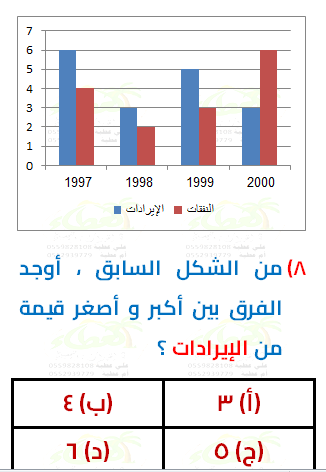 7
6
5
4
3
2
1
0
1997 1998 1999 2000
الإيرادات النفقات
٨) من الشكل السابق ، أوجد
الفرق بين أكبر و أصغر قيمة
من الإيرادات ؟
(أ) ٣ (ب) ٤
(ج) ٥ (د) ٦